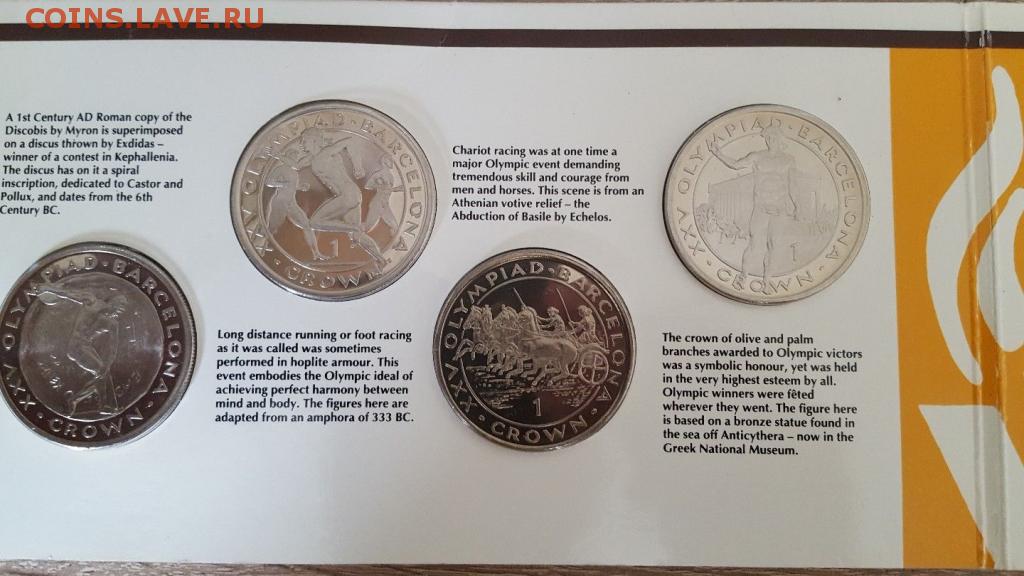 COINS.LAVE.RU
A 1st Century AD Roman copy of the
Discobis by Myron is superimposed
on a discus thrown by Exdidas –
winner of a contest in Kephallenia.
The discus has on it a spiral
inscription, dedicated to Castor and
Pollux, and dates from the 6th
Century BC.
XXV OLYMPIAD · BARCELONA
· CROWN ·
XXV OLYMPIAD · BARCELONA
1
· CROWN ·
Long distance running or foot racing
as it was called was sometimes
performed in hoplite armour. This
event embodies the Olympic ideal of
achieving perfect harmony between
mind and body. The figures here are
adapted from an amphora of 333 BC.
Chariot racing was at one time a
major Olympic event demanding
tremendous skill and courage from
men and horses. This scene is from an
Athenian votive relief – the
Abduction of Basile by Echelos.
XXV OLYMPIAD · BARCELONA
1
· CROWN ·
XXV OLYMPIAD · BARCELONA
1
· CROWN ·
The crown of olive and palm
branches awarded to Olympic victors
was a symbolic honour, yet was held
in the very highest esteem by all.
Olympic winners were fêted
wherever they went. The figure here
is based on a bronze statue found in
the sea off Anticythera – now in the
Greek National Museum.